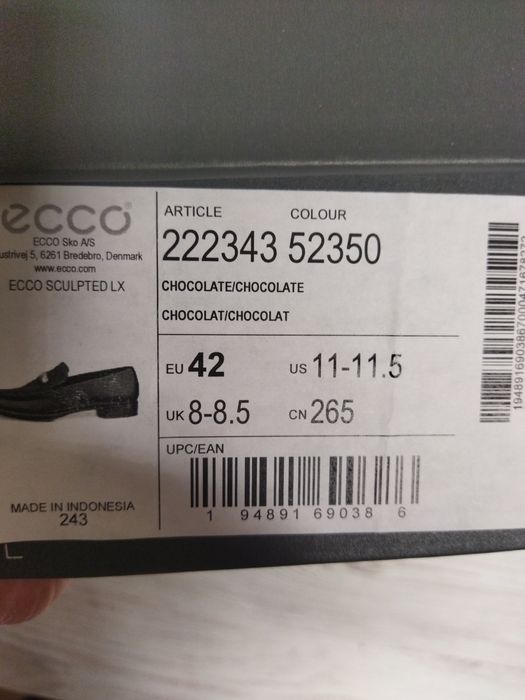 ecco
ECCO Sko A/S
ustrivej 5, 6261 Bredebro, Denmark
www.ecco.com
ECCO SCULPTED LX
MADE IN INDONESIA
243
ARTICLE COLOUR
222343 52350
CHOCOLATE/CHOCOLATE
CHOCOLAT/CHOCOLAT
EU 42 US 11-11.5
UK 8-8.5 CN 265
UPC/EAN
1 94891 69038 6